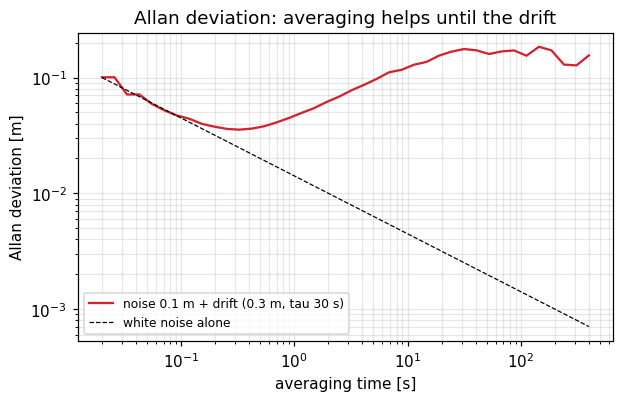 Allan deviation: averaging helps until the drift
Allan deviation [m]
10⁻¹
10⁻²
10⁻³
noise 0.1 m + drift (0.3 m, tau 30 s)
white noise alone
10⁻¹ 10⁰ 10¹ 10²
averaging time [s]